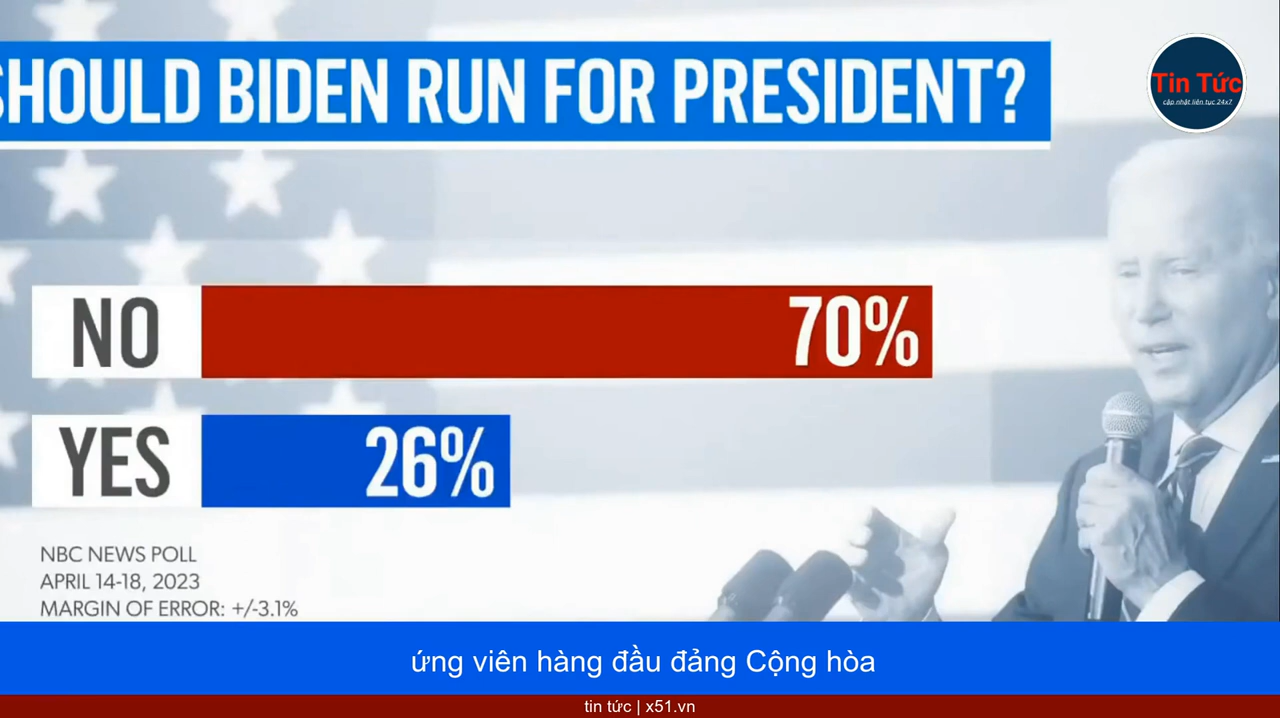 SHOULD BIDEN RUN FOR PRESIDENT?
Tin Tức
cập nhật liên tục 24x7
NO 70%
YES 26%
NBC NEWS POLL
APRIL 14-18, 2023
MARGIN OF ERROR: +/-3.1%
ứng viên hàng đầu đảng Cộng hòa
tin tức | x51.vn